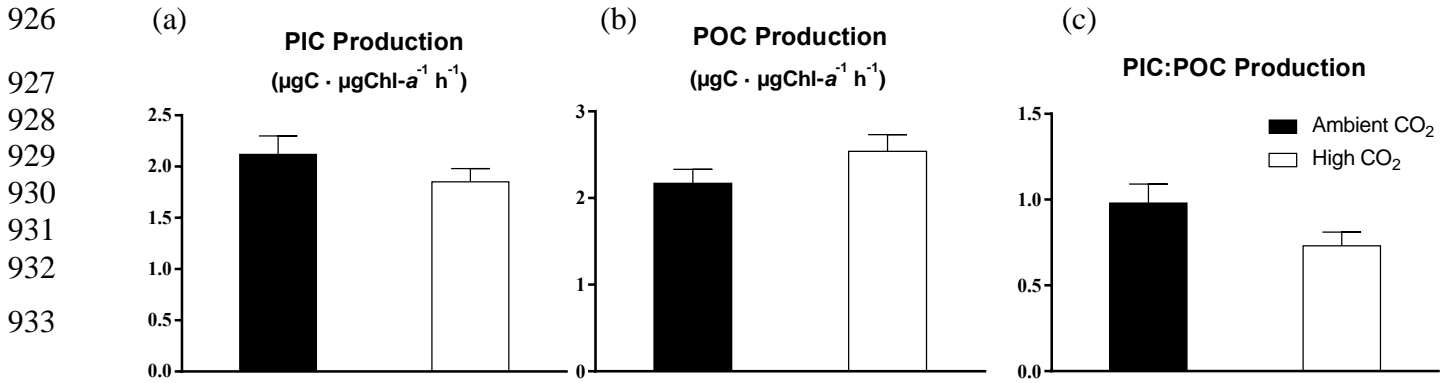 926
927
928
929
930
931
932
933
(a)
PIC Production
(µgC · µgChl-a⁻¹ h⁻¹)
2.5
2.0
1.5
1.0
0.5
0.0
(b)
POC Production
(µgC · µgChl-a⁻¹ h⁻¹)
3
2
1
0
(c)
PIC:POC Production
1.5
1.0
0.5
0.0
Ambient CO₂
High CO₂